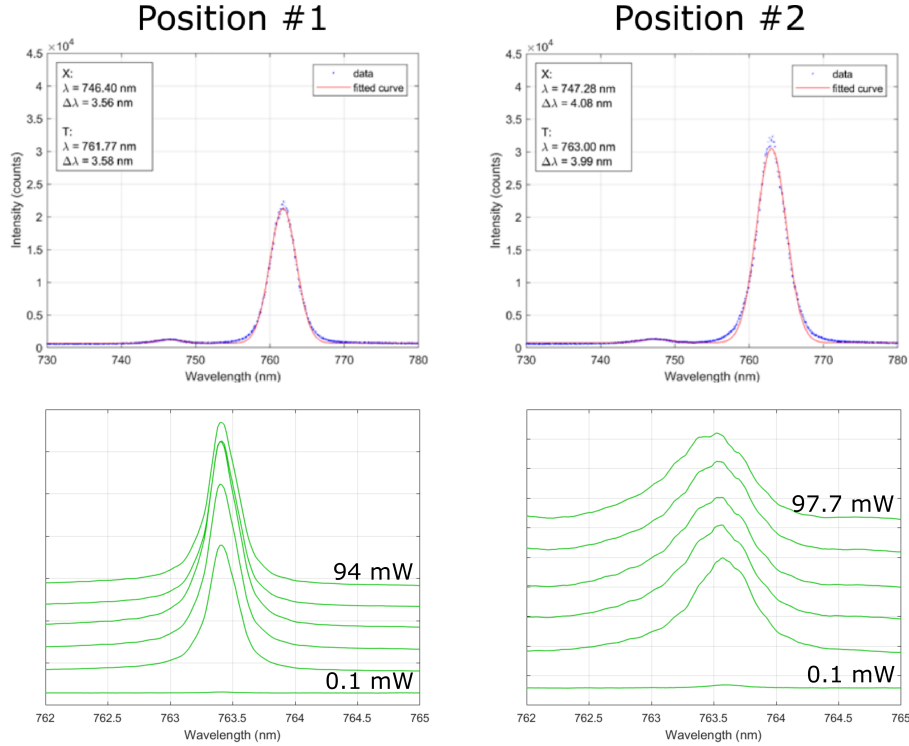 Position #1
Position #2
×10^4
4.5
4
3.5
3
2.5
2
1.5
1
0.5
0
Intensity (counts)
X:
λ = 746.40 nm
Δλ = 3.56 nm
T:
λ = 761.77 nm
Δλ = 3.58 nm
data
fitted curve
730 740 750 760 770 780
Wavelength (nm)
×10^4
4.5
4
3.5
3
2.5
2
1.5
1
0.5
0
Intensity (counts)
X:
λ = 747.28 nm
Δλ = 4.08 nm
T:
λ = 763.00 nm
Δλ = 3.99 nm
data
fitted curve
730 740 750 760 770 780
Wavelength (nm)
94 mW
0.1 mW
762 762.5 763 763.5 764 764.5 765
Wavelength (nm)
97.7 mW
0.1 mW
762 762.5 763 763.5 764 764.5 765
Wavelength (nm)